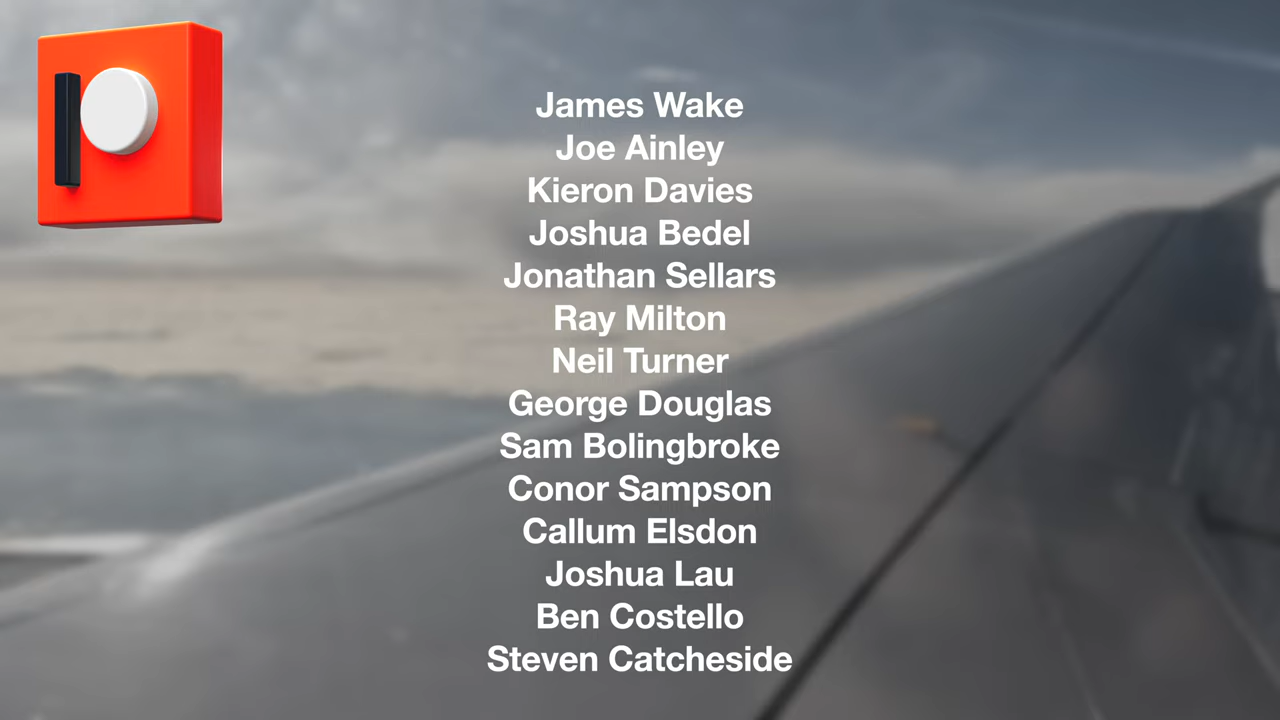 James Wake
Joe Ainley
Kieron Davies
Joshua Bedel
Jonathan Sellars
Ray Milton
Neil Turner
George Douglas
Sam Bolingbroke
Conor Sampson
Callum Elsdon
Joshua Lau
Ben Costello
Steven Catcheside